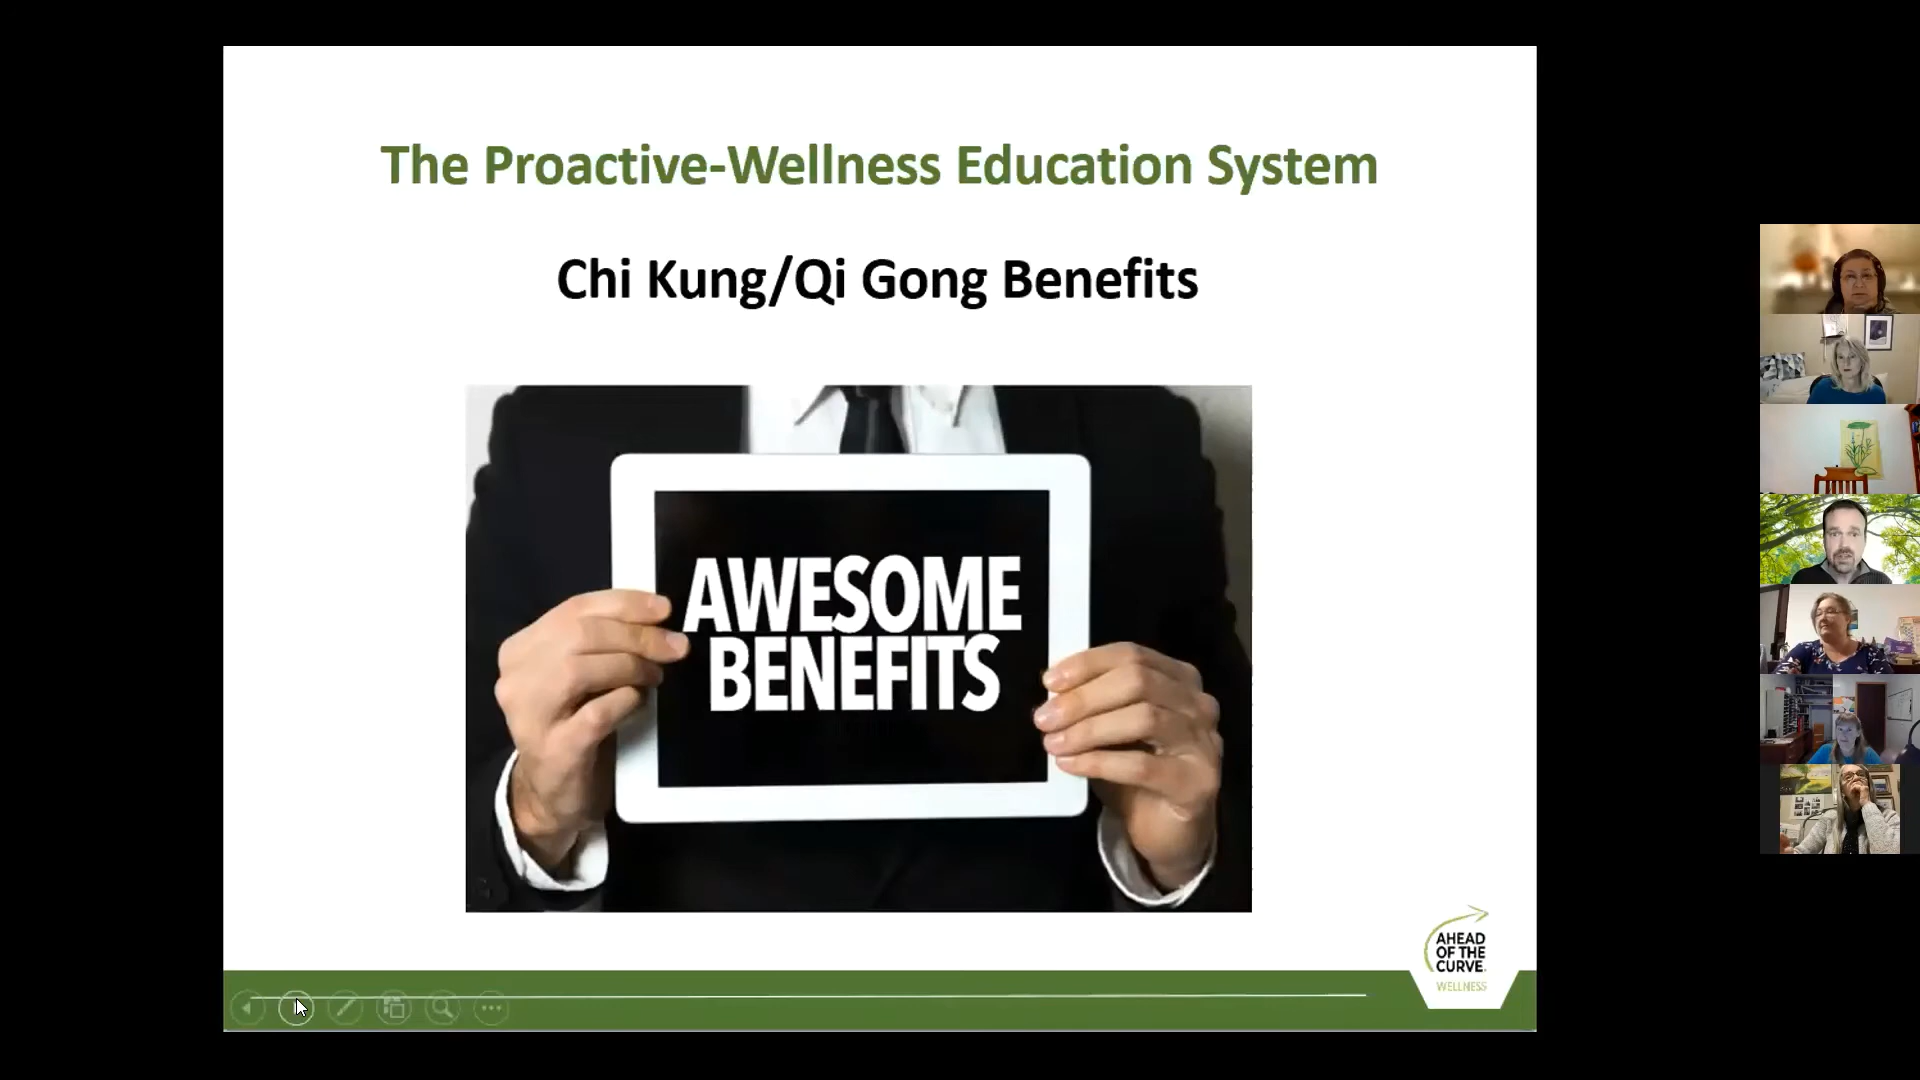 The Proactive-Wellness Education System
Chi Kung/Qi Gong Benefits
AWESOME
BENEFITS
AHEAD
OF THE
CURVE.
WELLNESS